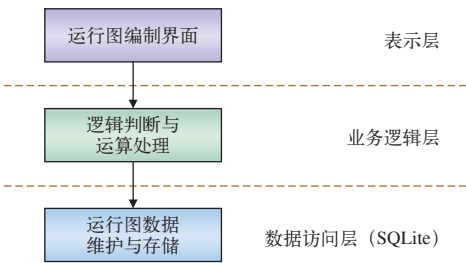 运行图编制界面
表示层
逻辑判断与
运算处理
业务逻辑层
运行图数据
维护与存储
数据访问层（SQLite）